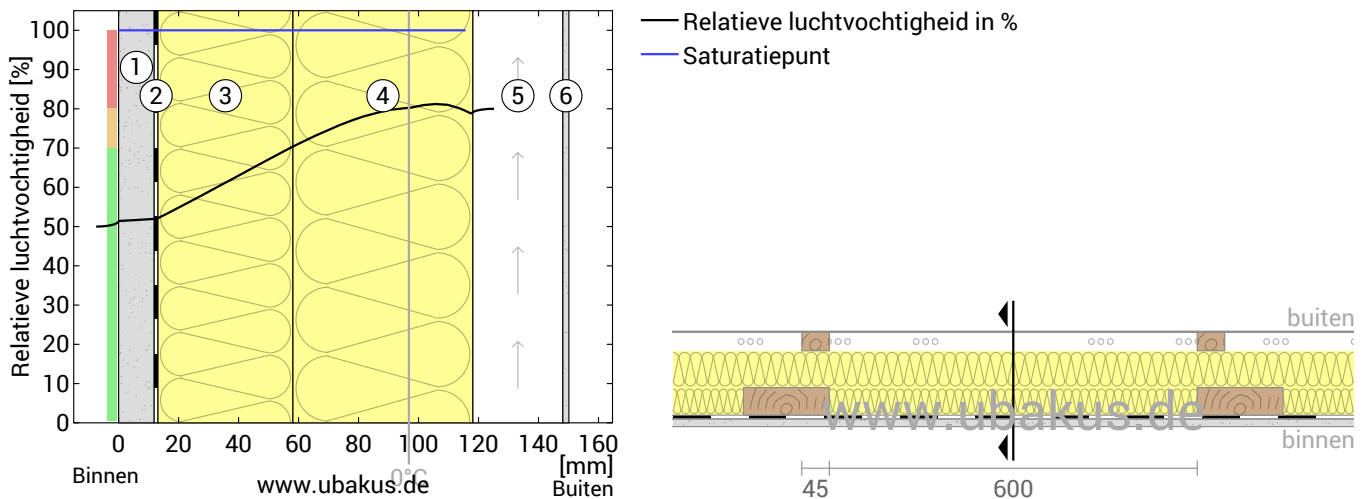 Relatieve luchtvochtigheid in %
Saturatiepunt
Relatieve luchtvochtigheid [%]
100
90
80
70
60
50
40
30
20
10
0
1
2
3
4
5
6
0 20 40 60 80 100 120 140 160
[mm]
0°C
Binnen
www.ubakus.de
Buiten
buiten
www.ubakus.de
binnen
45
600